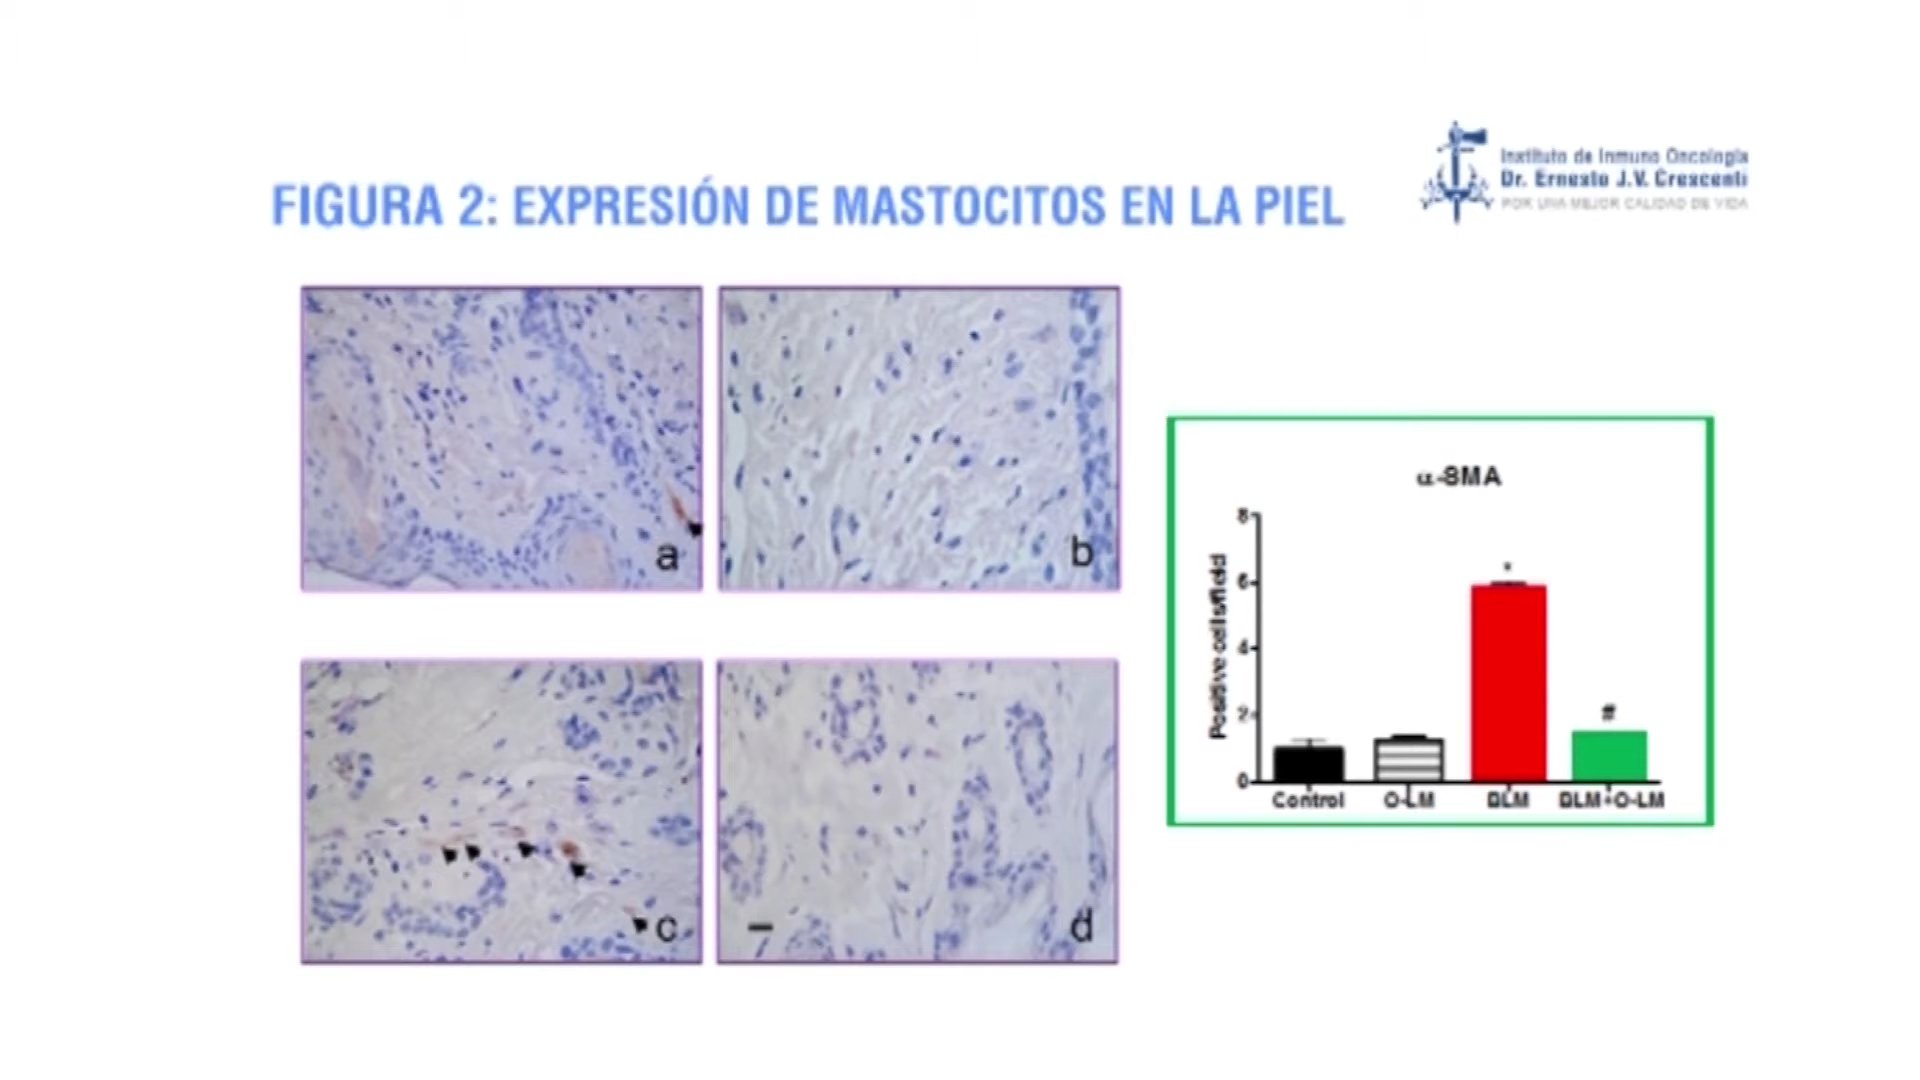 FIGURA 2: EXPRESIÓN DE MASTOCITOS EN LA PIEL
Instituto de Inmuno Oncología
Dr. Ernesto J.V. Crescenti
POR UNA MEJOR CALIDAD DE VIDA
a
b
c
d
α-SMA
Positive cells/field
8
6
4
2
0
*
#
Control
O-LM
BLM
BLM+O-LM